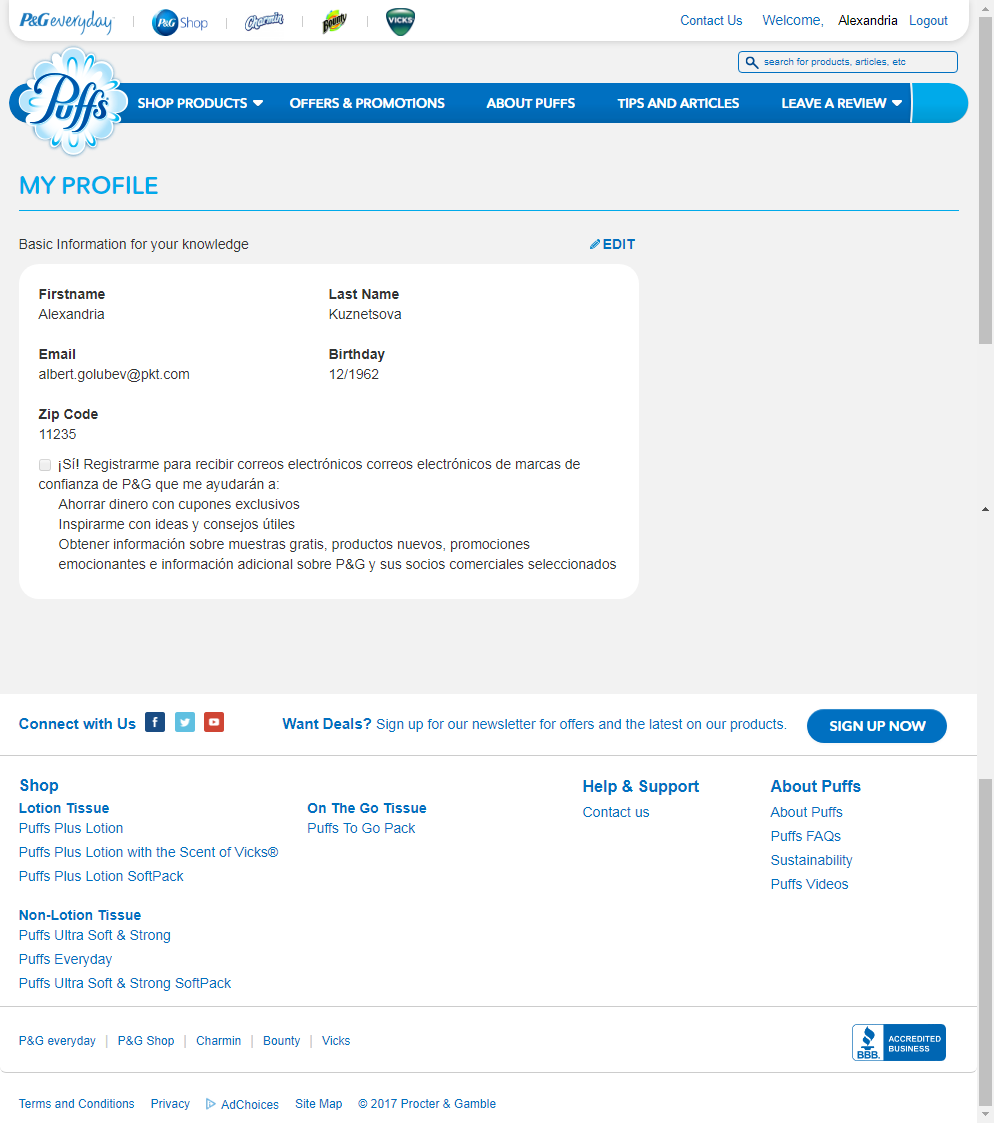 P&G everyday
P&G Shop
Charmin
Bounty
VICKS
Contact Us Welcome, Alexandria Logout
search for products, articles, etc
Puffs
SHOP PRODUCTS OFFERS & PROMOTIONS ABOUT PUFFS TIPS AND ARTICLES LEAVE A REVIEW
MY PROFILE
Basic Information for your knowledge EDIT
Firstname Last Name
Alexandria Kuznetsova
Email Birthday
albert.golubev@pkt.com 12/1962
Zip Code
11235
¡Sí! Registrarme para recibir correos electrónicos correos electrónicos de marcas de
confianza de P&G que me ayudarán a:
Ahorrar dinero con cupones exclusivos
Inspirarme con ideas y consejos útiles
Obtener información sobre muestras gratis, productos nuevos, promociones
emocionantes e información adicional sobre P&G y sus socios comerciales seleccionados
Connect with Us Want Deals? Sign up for our newsletter for offers and the latest on our products. SIGN UP NOW
Shop
Lotion Tissue
Puffs Plus Lotion
Puffs Plus Lotion with the Scent of Vicks®
Puffs Plus Lotion SoftPack
Non-Lotion Tissue
Puffs Ultra Soft & Strong
Puffs Everyday
Puffs Ultra Soft & Strong SoftPack
On The Go Tissue
Puffs To Go Pack
Help & Support
Contact us
About Puffs
About Puffs
Puffs FAQs
Sustainability
Puffs Videos
P&G everyday | P&G Shop | Charmin | Bounty | Vicks
BBB.
ACCREDITED
BUSINESS
Terms and Conditions Privacy AdChoices Site Map © 2017 Procter & Gamble